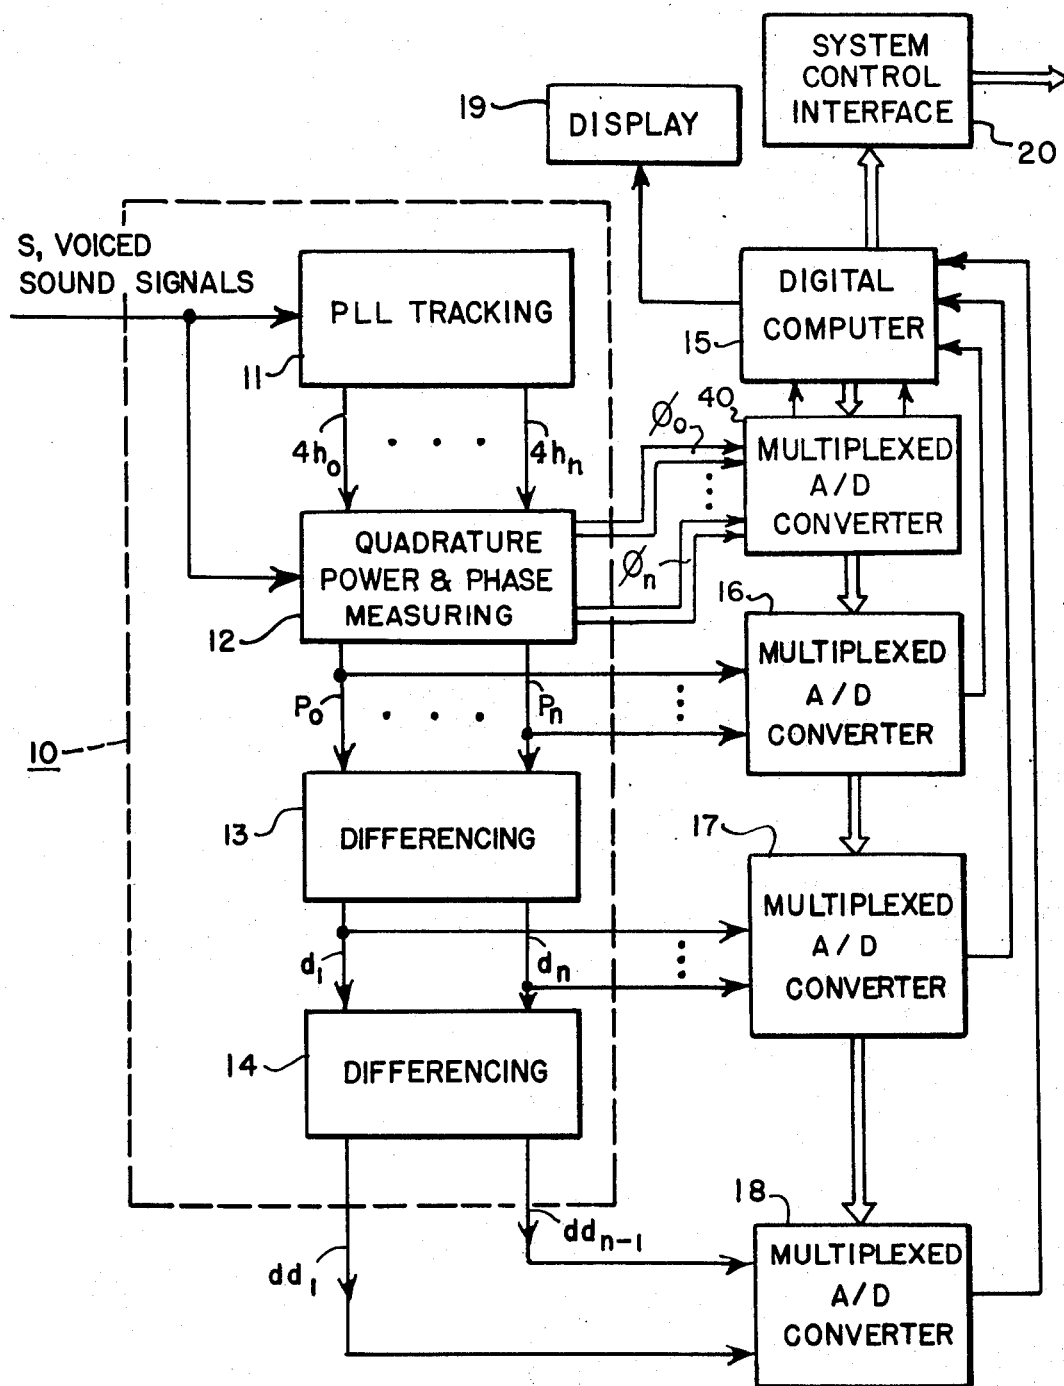 SYSTEM
CONTROL
INTERFACE
20
19
DISPLAY
S, VOICED
SOUND SIGNALS
PLL TRACKING
11
DIGITAL
COMPUTER
15
4h₀
. . .
4hₙ
Ø₀
40
MULTIPLEXED
A/D
CONVERTER
QUADRATURE
POWER & PHASE
MEASURING
12
Øₙ
16
MULTIPLEXED
A/D
CONVERTER
P₀
. . .
Pₙ
10
13
DIFFERENCING
17
MULTIPLEXED
A/D
CONVERTER
d₁
dₙ
14
DIFFERENCING
18
MULTIPLEXED
A/D
CONVERTER
ddₙ₋₁
dd₁